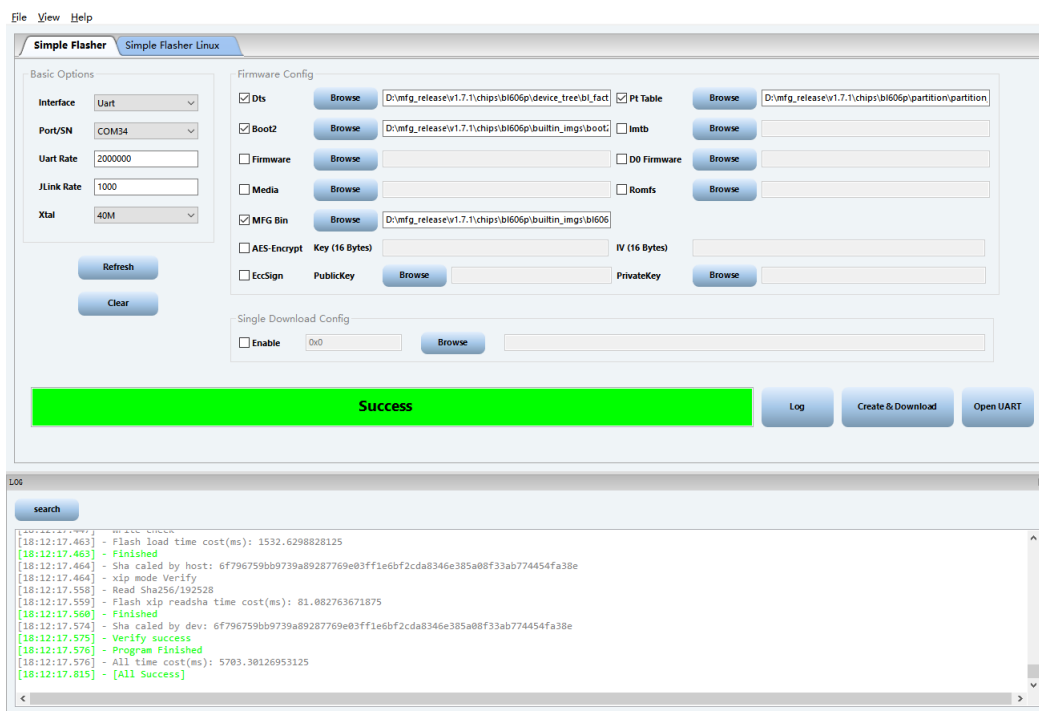 File View Help
Simple Flasher Simple Flasher Linux
Basic Options
Interface Uart
Port/SN COM34
Uart Rate 2000000
JLink Rate 1000
Xtal 40M
Refresh
Clear
Firmware Config
Dts Browse D:\mfg_release\v1.7.1\chips\bl606p\device_tree\bl_fact Pt Table Browse D:\mfg_release\v1.7.1\chips\bl606p\partition\partition_
Boot2 Browse D:\mfg_release\v1.7.1\chips\bl606p\builtin_imgs\boot2 Imtb Browse
Firmware Browse D0 Firmware Browse
Media Browse Romfs Browse
MFG Bin Browse D:\mfg_release\v1.7.1\chips\bl606p\builtin_imgs\bl606
AES-Encrypt Key (16 Bytes) IV (16 Bytes)
EccSign PublicKey Browse PrivateKey Browse
Single Download Config
Enable 0x0 Browse
Success Log Create & Download Open UART
LOG
search
[18:12:17.447] - Write check
[18:12:17.463] - Flash load time cost(ms): 1532.6298828125
[18:12:17.463] - Finished
[18:12:17.464] - Sha caled by host: 6f796759bb9739a89287769e03ff1e6bf2cda8346e385a08f33ab774454fa38e
[18:12:17.464] - xip mode Verify
[18:12:17.558] - Read Sha256/192528
[18:12:17.559] - Flash xip readsha time cost(ms): 81.082763671875
[18:12:17.560] - Finished
[18:12:17.574] - Sha caled by dev: 6f796759bb9739a89287769e03ff1e6bf2cda8346e385a08f33ab774454fa38e
[18:12:17.575] - Verify success
[18:12:17.576] - Program Finished
[18:12:17.576] - All time cost(ms): 5703.30126953125
[18:12:17.815] - [All Success]